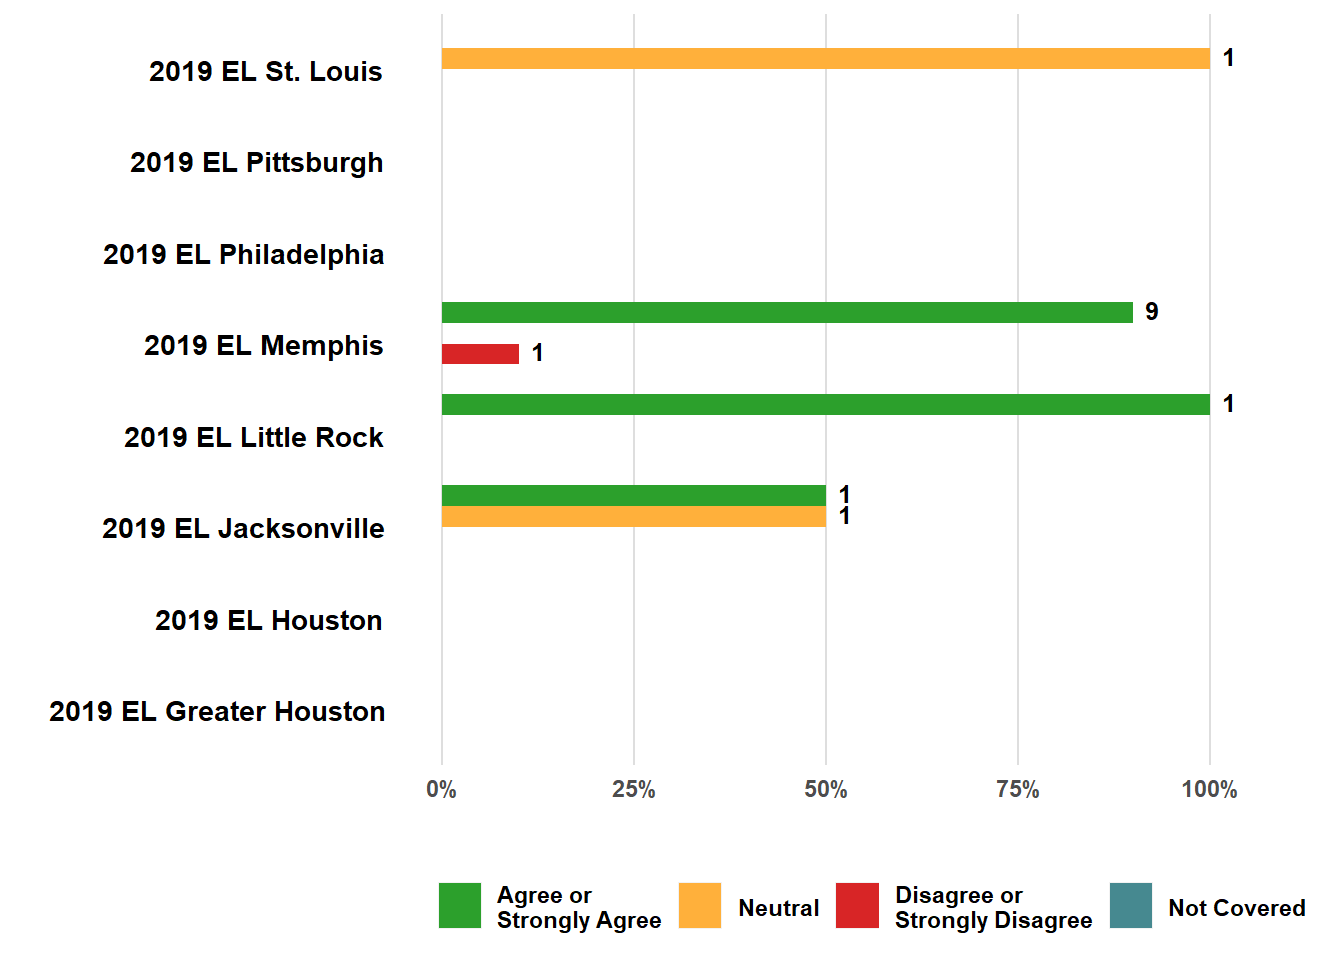 2019 EL St. Louis
1
2019 EL Pittsburgh
2019 EL Philadelphia
9
2019 EL Memphis
1
1
2019 EL Little Rock
1
1
2019 EL Jacksonville
2019 EL Houston
2019 EL Greater Houston
0% 25% 50% 75% 100%
Agree or
Strongly Agree
Neutral
Disagree or
Strongly Disagree
Not Covered